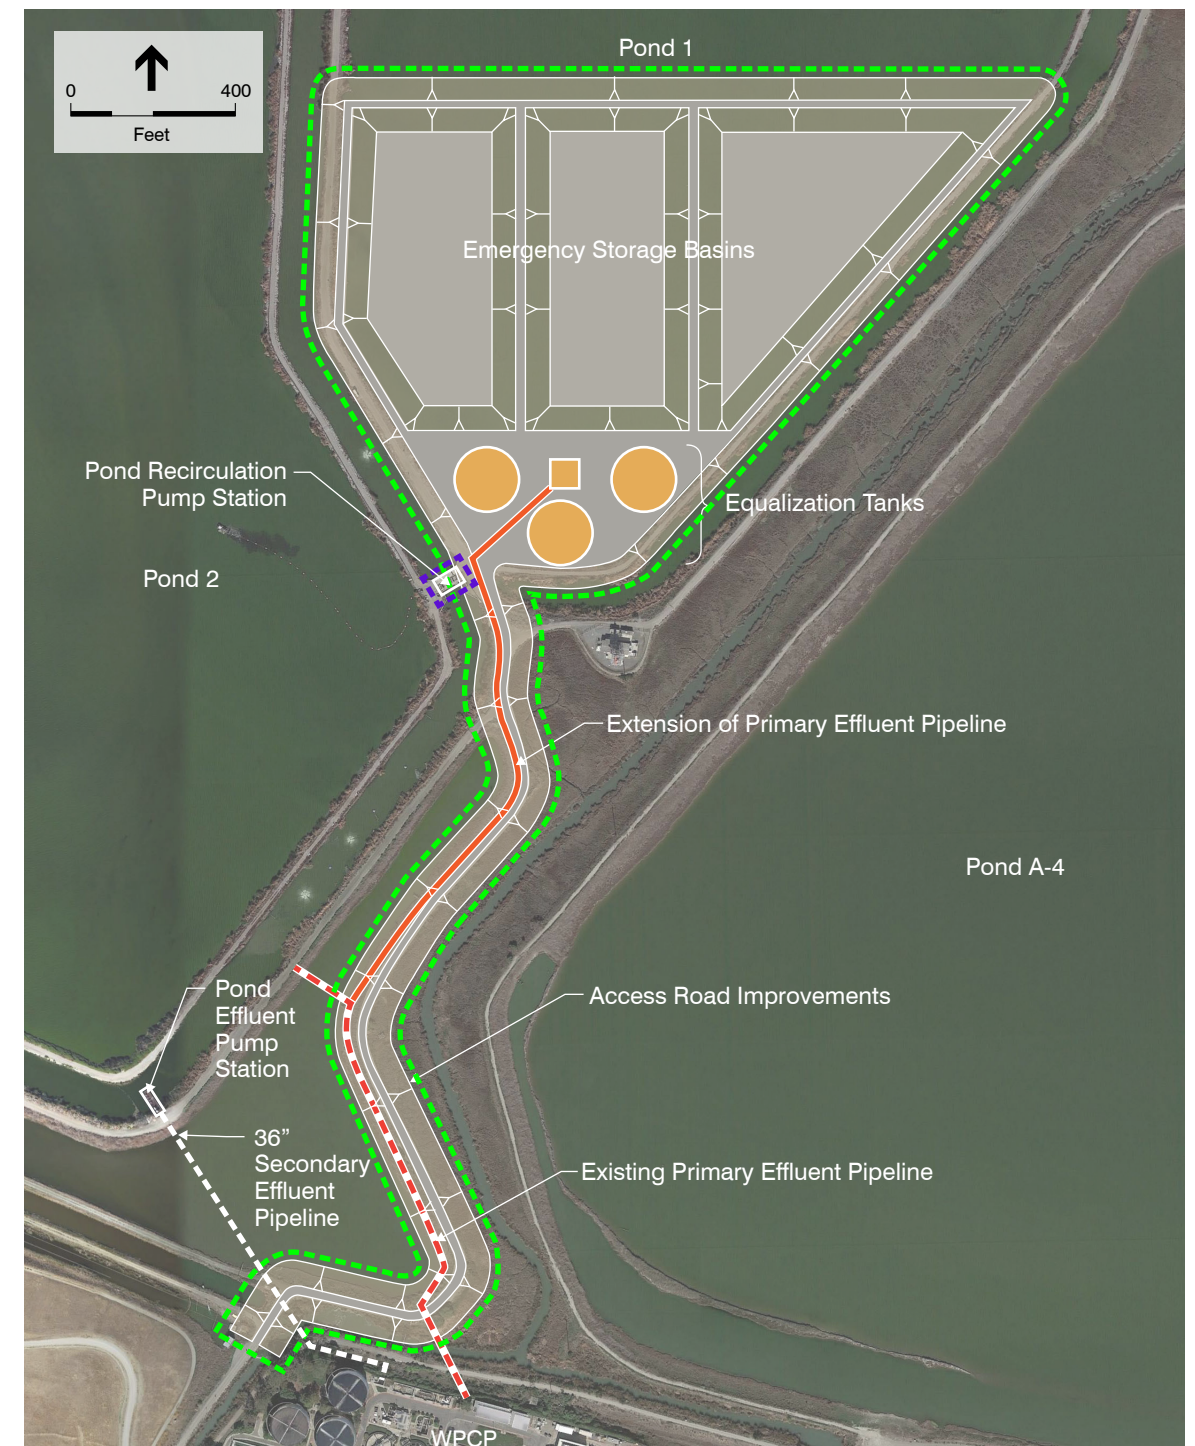 Pond 1
0 400
Feet
Emergency Storage Basins
Pond Recirculation
Pump Station
Equalization Tanks
Pond 2
Extension of Primary Effluent Pipeline
Pond A-4
Pond
Effluent
Pump
Station
Access Road Improvements
36”
Secondary
Effluent
Pipeline
Existing Primary Effluent Pipeline
WPCP